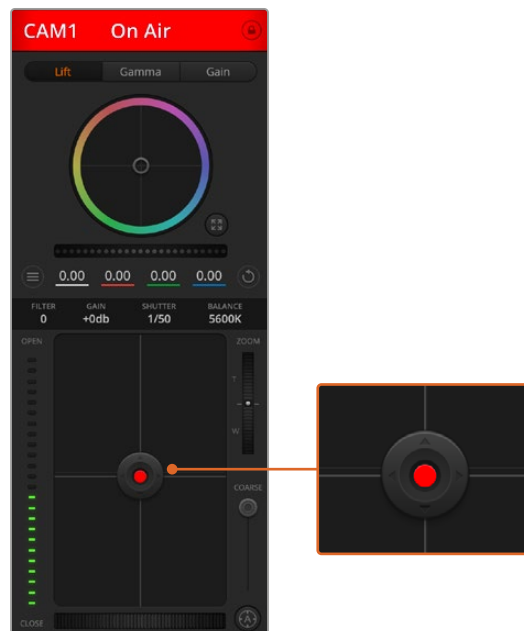 CAM1 On Air
Lift Gamma Gain
0.00 0.00 0.00 0.00
FILTER GAIN SHUTTER BALANCE
0 +0db 1/50 5600K
OPEN ZOOM
T
W
COARSE
CLOSE A